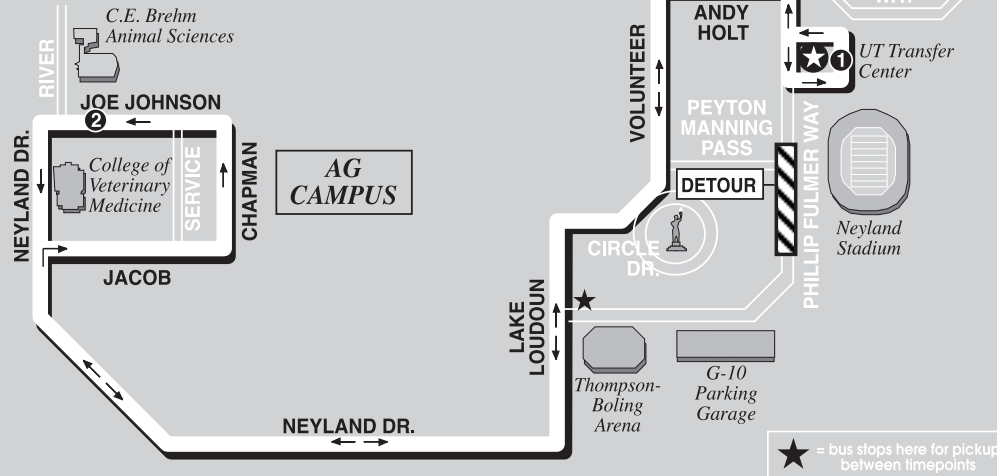 WAY
C.E. Brehm
Animal Sciences
RIVER
ANDY
HOLT
VOLUNTEER
1
UT Transfer
Center
JOE JOHNSON
2
PEYTON
MANNING
PASS
PHILLIP FULMER WAY
NEYLAND DR.
College of
Veterinary
Medicine
SERVICE
CHAPMAN
AG
CAMPUS
DETOUR
Neyland
Stadium
CIRCLE
DR.
JACOB
LAKE
LOUDOUN
Thompson-
Boling
Arena
G-10
Parking
Garage
NEYLAND DR.
= bus stops here for pickup
between timepoints